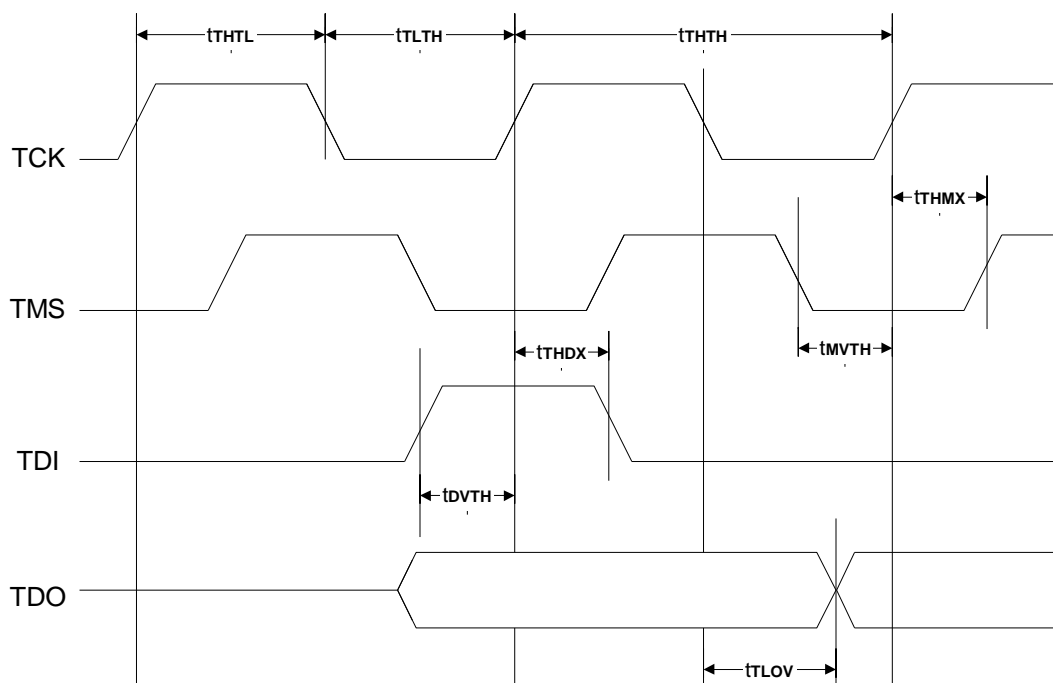 tTHTL tTLTH tTHTH
TCK
tTHMX
TMS
tTHDX tMVTH
TDI
tDVTH
TDO
tTLOV